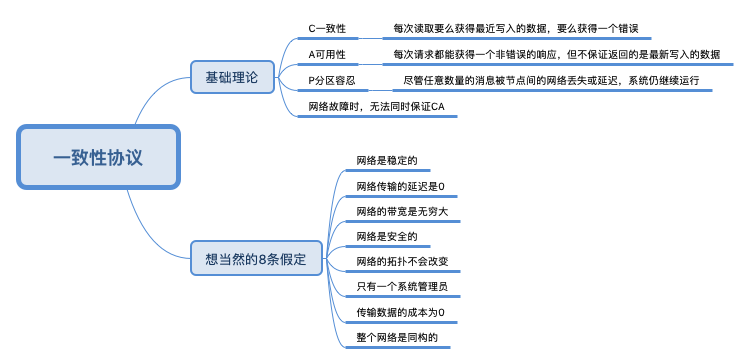 一致性协议
基础理论
C一致性
每次读取要么获得最近写入的数据，要么获得一个错误
A可用性
每次请求都能获得一个非错误的响应，但不保证返回的是最新写入的数据
P分区容忍
尽管任意数量的消息被节点间的网络丢失或延迟，系统仍继续运行
网络故障时，无法同时保证CA
想当然的8条假定
网络是稳定的
网络传输的延迟是0
网络的带宽是无穷大
网络是安全的
网络的拓扑不会改变
只有一个系统管理员
传输数据的成本为0
整个网络是同构的